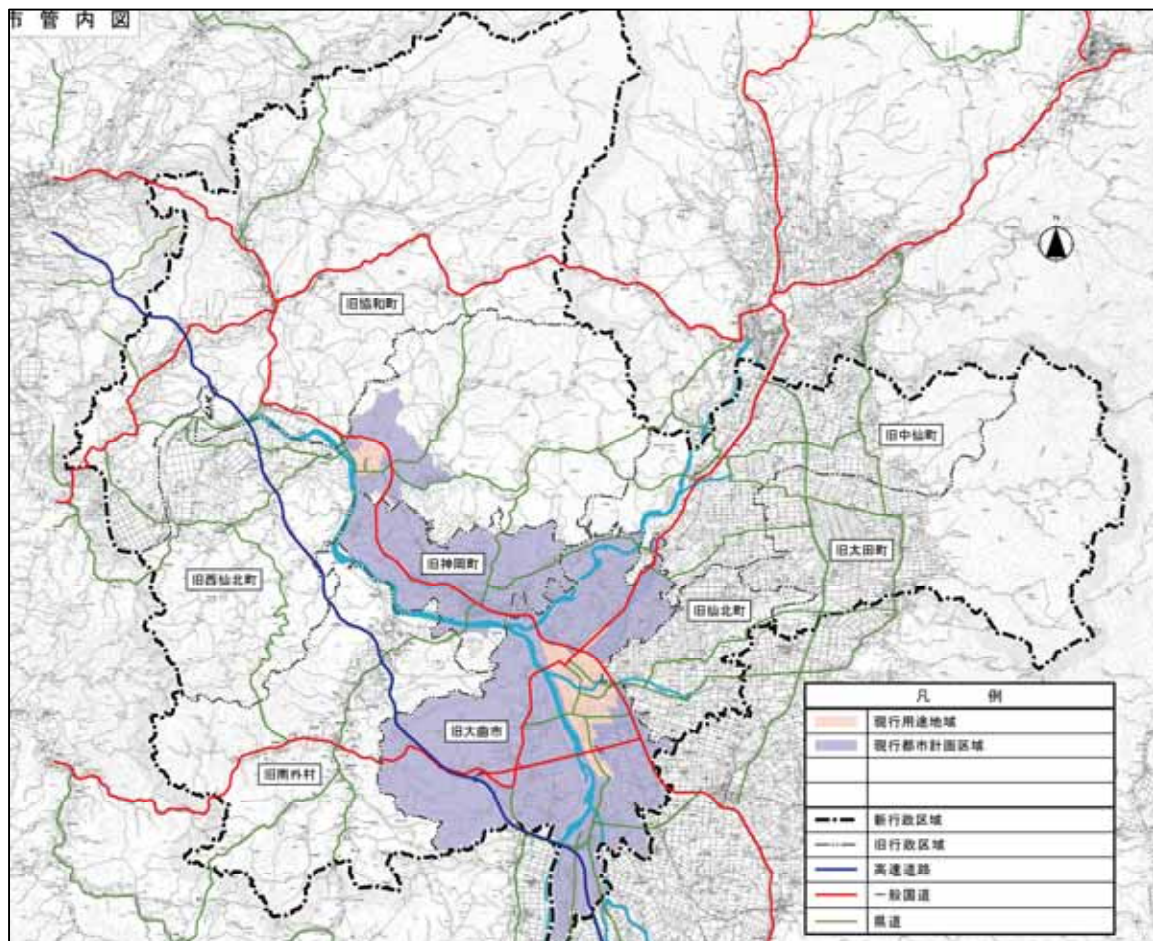 市管内図
N
旧協和町
旧中仙町
旧太田町
旧神岡町
旧西仙北町
旧仙北町
旧大曲市
旧南外村
凡 例
現行用途地域
現行都市計画区域
新行政区域
旧行政区域
高速道路
一般国道
県道